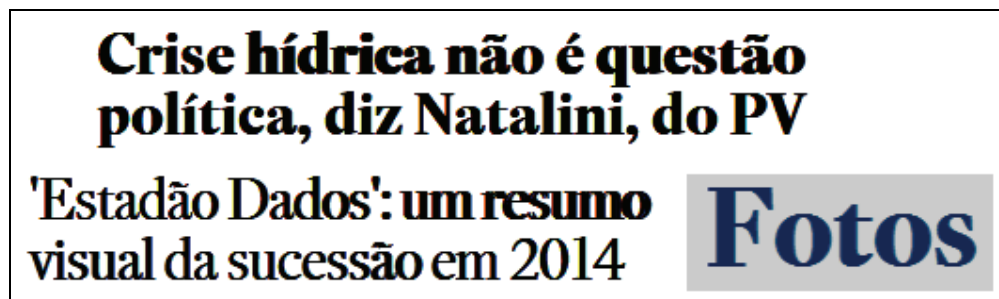 Crise hídrica não é questão
política, diz Natalini, do PV
'Estadão Dados': um resumo
visual da sucessão em 2014
Fotos